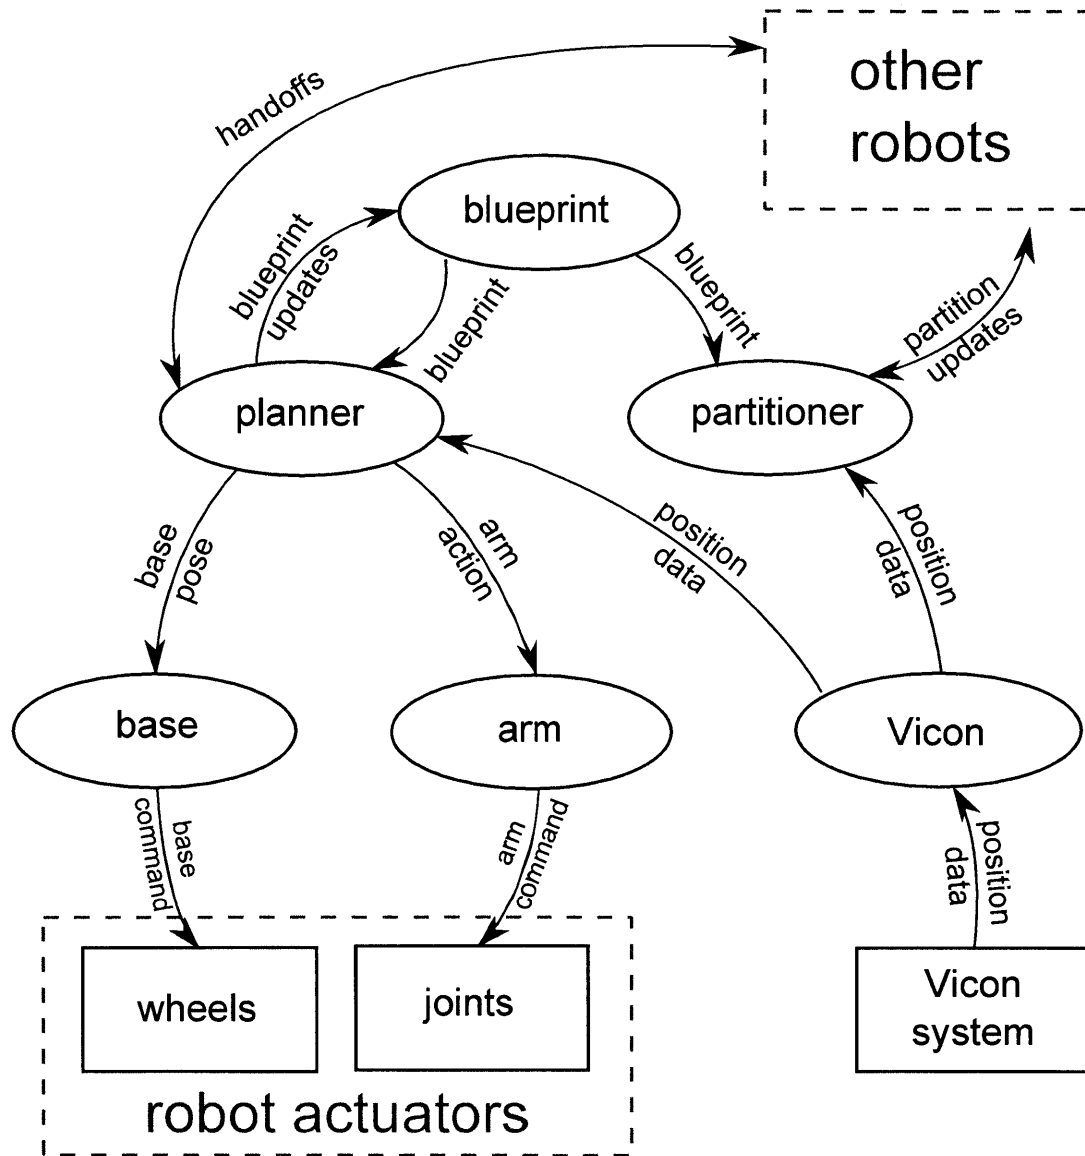 other
robots
handoffs
blueprint
blueprint
updates
blueprint
blueprint
partition
updates
planner
partitioner
base
pose
arm
action
position
data
position
data
base
arm
Vicon
base
command
arm
command
position
data
wheels
joints
Vicon
system
robot actuators